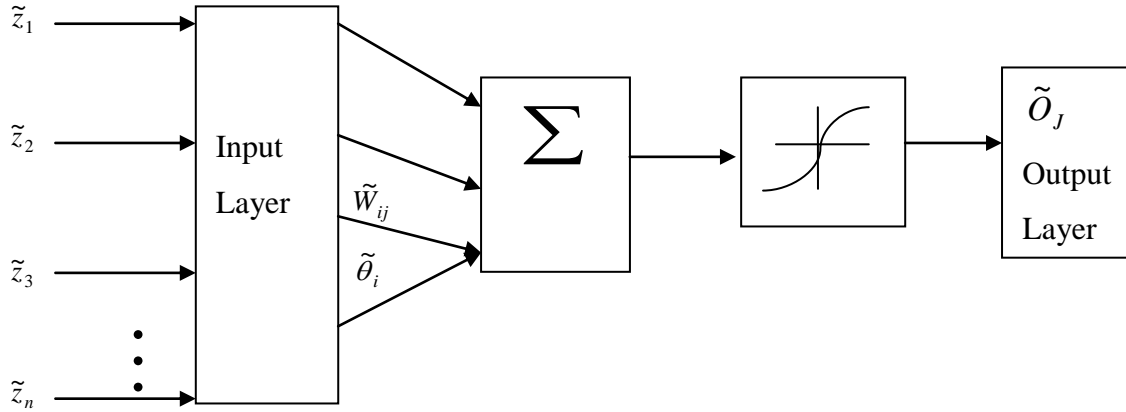 z̃₁
z̃₂
z̃₃
z̃ₙ
Input
Layer
W̃ᵢⱼ
θ̃ᵢ
Σ
Õ_J
Output
Layer